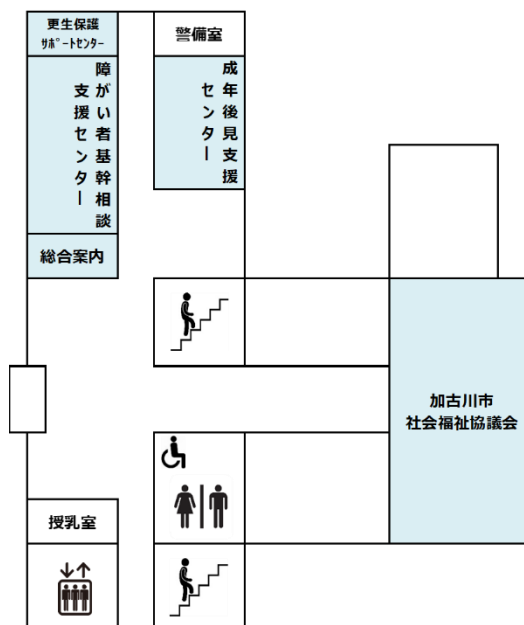 更生保護
ｻﾎﾟｰﾄｾﾝﾀｰ
障がい者基幹相談
支援センター
総合案内
警備室
成年後見支援
センター
加古川市
社会福祉協議会
授乳室